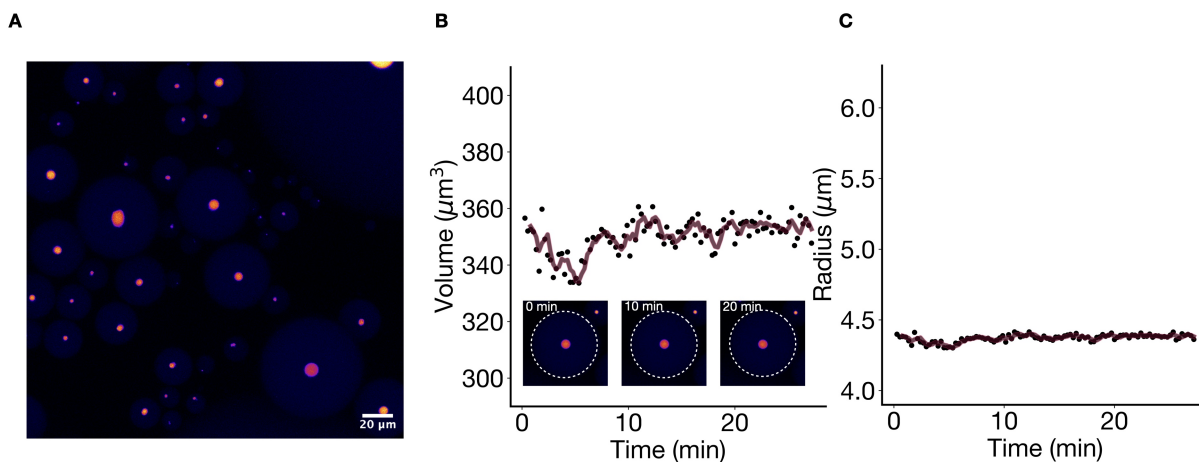 A
B
C
20 μm
Volume (μm³)
400
380
360
340
320
300
0 min
10 min
20 min
0
10
20
Time (min)
Radius (μm)
6.0
5.5
5.0
4.5
4.0
0
10
20
Time (min)